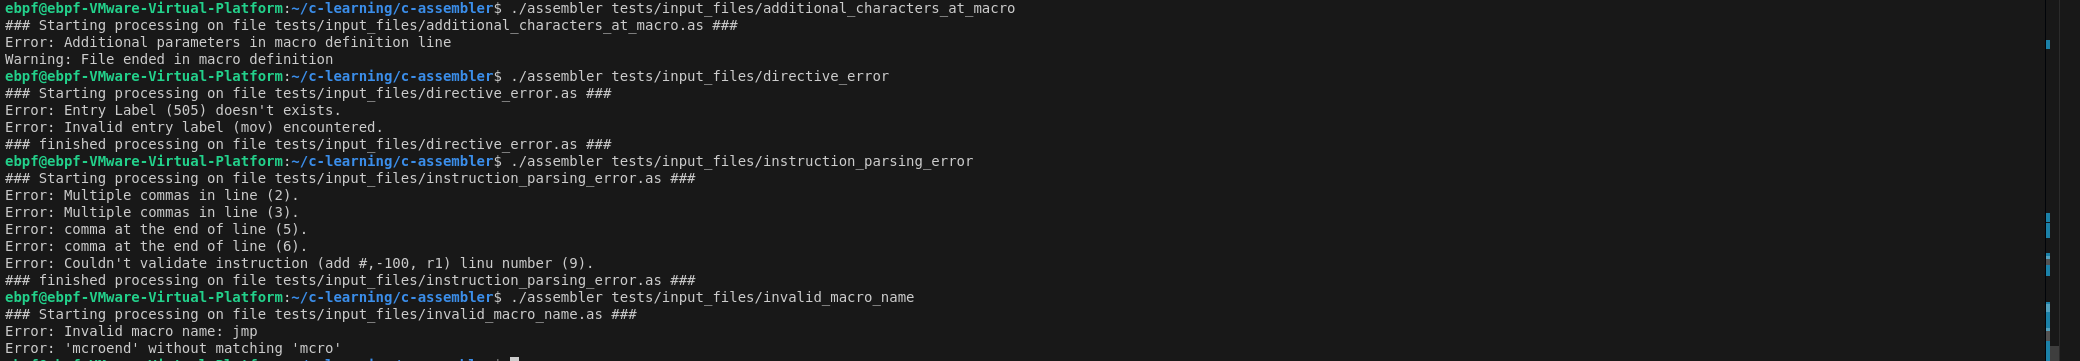 ebpf@ebpf-VMware-Virtual-Platform:~/c-learning/c-assembler$ ./assembler tests/input_files/additional_characters_at_macro
### Starting processing on file tests/input_files/additional_characters_at_macro.as ###
Error: Additional parameters in macro definition line
Warning: File ended in macro definition
ebpf@ebpf-VMware-Virtual-Platform:~/c-learning/c-assembler$ ./assembler tests/input_files/directive_error
### Starting processing on file tests/input_files/directive_error.as ###
Error: Entry Label (505) doesn't exists.
Error: Invalid entry label (mov) encountered.
### finished processing on file tests/input_files/directive_error.as ###
ebpf@ebpf-VMware-Virtual-Platform:~/c-learning/c-assembler$ ./assembler tests/input_files/instruction_parsing_error
### Starting processing on file tests/input_files/instruction_parsing_error.as ###
Error: Multiple commas in line (2).
Error: Multiple commas in line (3).
Error: comma at the end of line (5).
Error: comma at the end of line (6).
Error: Couldn't validate instruction (add #,-100, r1) linu number (9).
### finished processing on file tests/input_files/instruction_parsing_error.as ###
ebpf@ebpf-VMware-Virtual-Platform:~/c-learning/c-assembler$ ./assembler tests/input_files/invalid_macro_name
### Starting processing on file tests/input_files/invalid_macro_name.as ###
Error: Invalid macro name: jmp
Error: 'mcroend' without matching 'mcro'